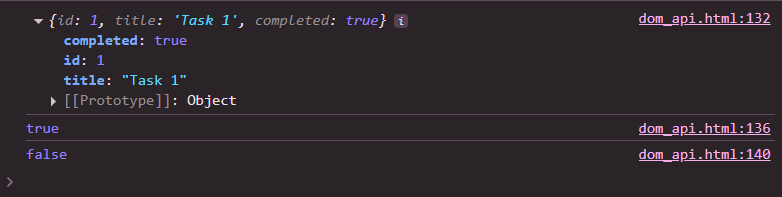 {id: 1, title: 'Task 1', completed: true} i dom_api.html:132
completed: true
id: 1
title: "Task 1"
[[Prototype]]: Object
true dom_api.html:136
false dom_api.html:140